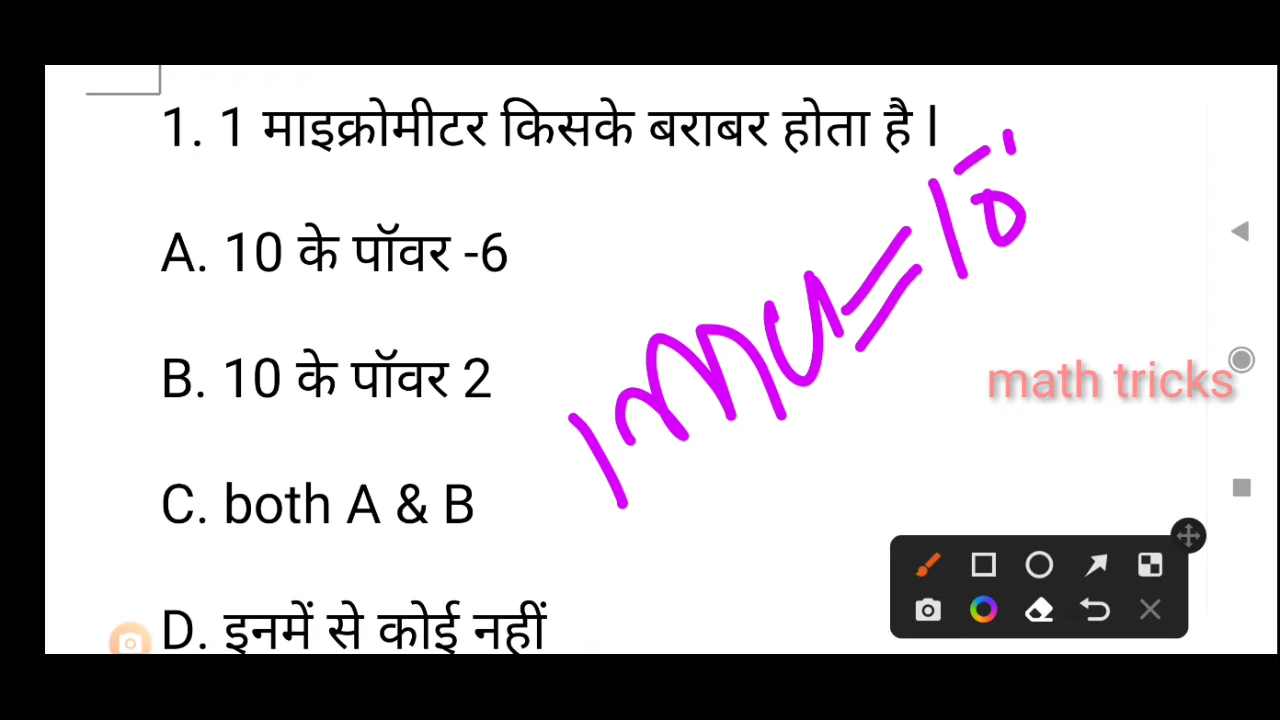 1. 1 माइक्रोमीटर किसके बराबर होता है l
A. 10 के पॉवर -6
B. 10 के पॉवर 2
math tricks
C. both A & B
D. इनमें से कोई नहीं